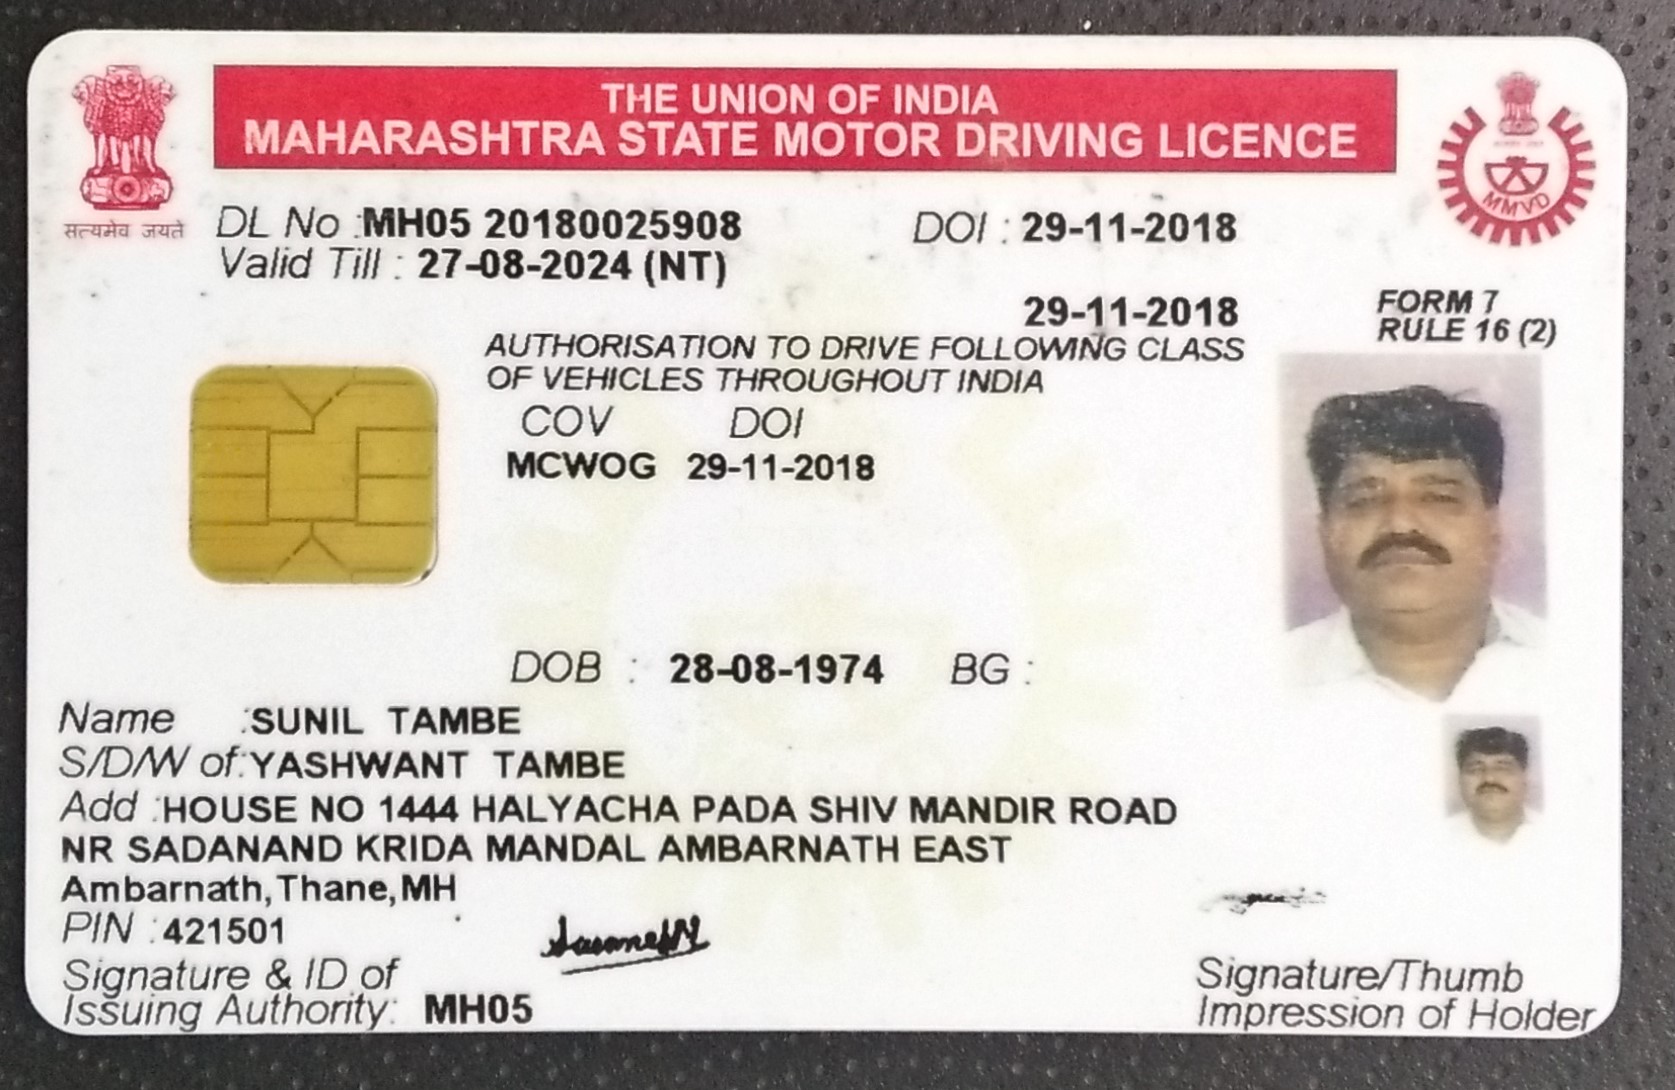 THE UNION OF INDIA
MAHARASHTRA STATE MOTOR DRIVING LICENCE
सत्यमेव जयते
MMVD
DL No : MH05 20180025908 DOI : 29-11-2018
Valid Till : 27-08-2024 (NT)
29-11-2018
FORM 7
RULE 16 (2)
AUTHORISATION TO DRIVE FOLLOWING CLASS
OF VEHICLES THROUGHOUT INDIA
COV DOI
MCWOG 29-11-2018
DOB : 28-08-1974 BG :
Name : SUNIL TAMBE
S/D/W of: YASHWANT TAMBE
Add : HOUSE NO 1444 HALYACHA PADA SHIV MANDIR ROAD
NR SADANAND KRIDA MANDAL AMBARNATH EAST
Ambarnath, Thane, MH
PIN : 421501
Signature & ID of
Issuing Authority: MH05
Signature/Thumb
Impression of Holder